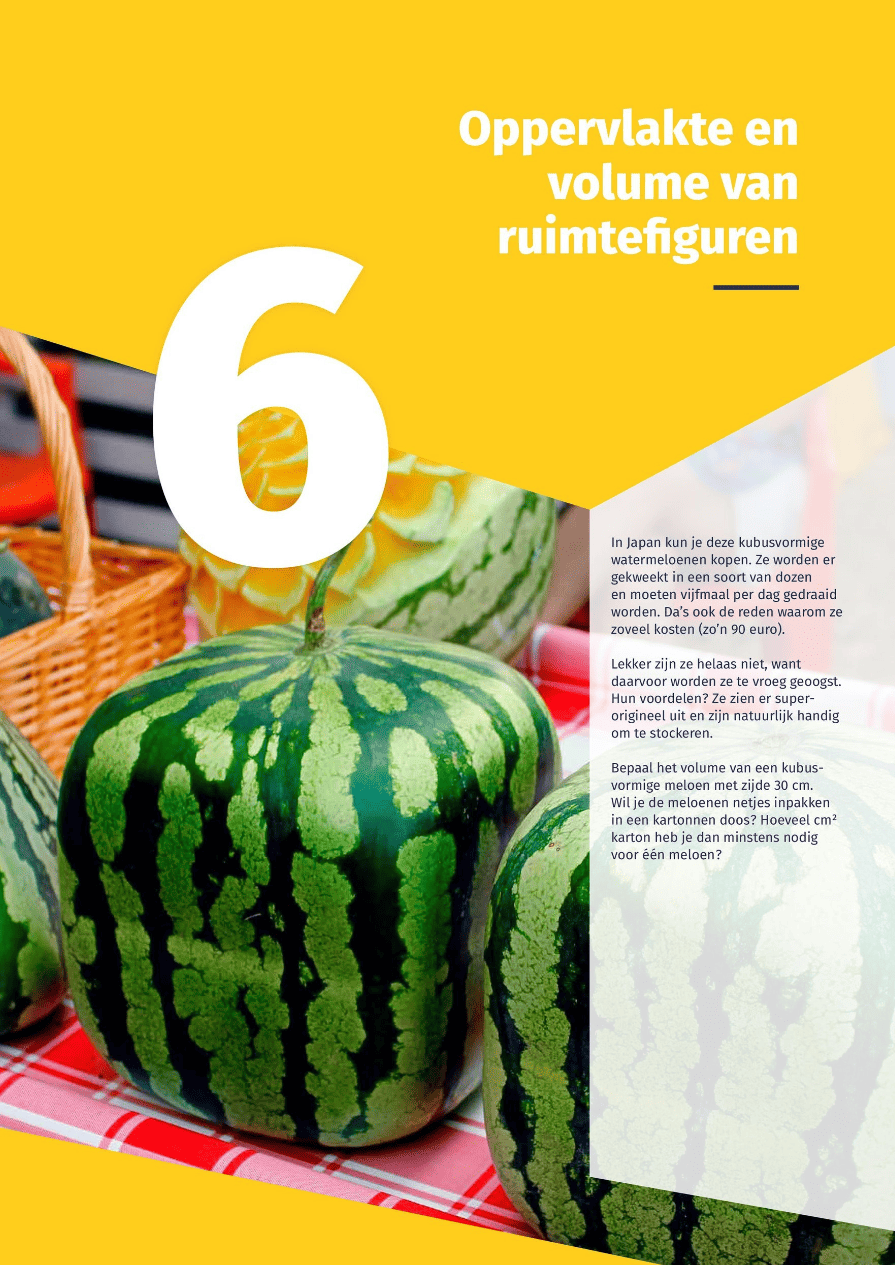 Oppervlakte en
volume van
ruimtefiguren
6
In Japan kun je deze kubusvormige
watermeloenen kopen. Ze worden er
gekweekt in een soort van dozen
en moeten vijfmaal per dag gedraaid
worden. Da’s ook de reden waarom ze
zoveel kosten (zo’n 90 euro).
Lekker zijn ze helaas niet, want
daarvoor worden ze te vroeg geoogst.
Hun voordelen? Ze zien er super-
origineel uit en zijn natuurlijk handig
om te stockeren.
Bepaal het volume van een kubus-
vormige meloen met zijde 30 cm.
Wil je de meloenen netjes inpakken
in een kartonnen doos? Hoeveel cm²
karton heb je dan minstens nodig
voor één meloen?